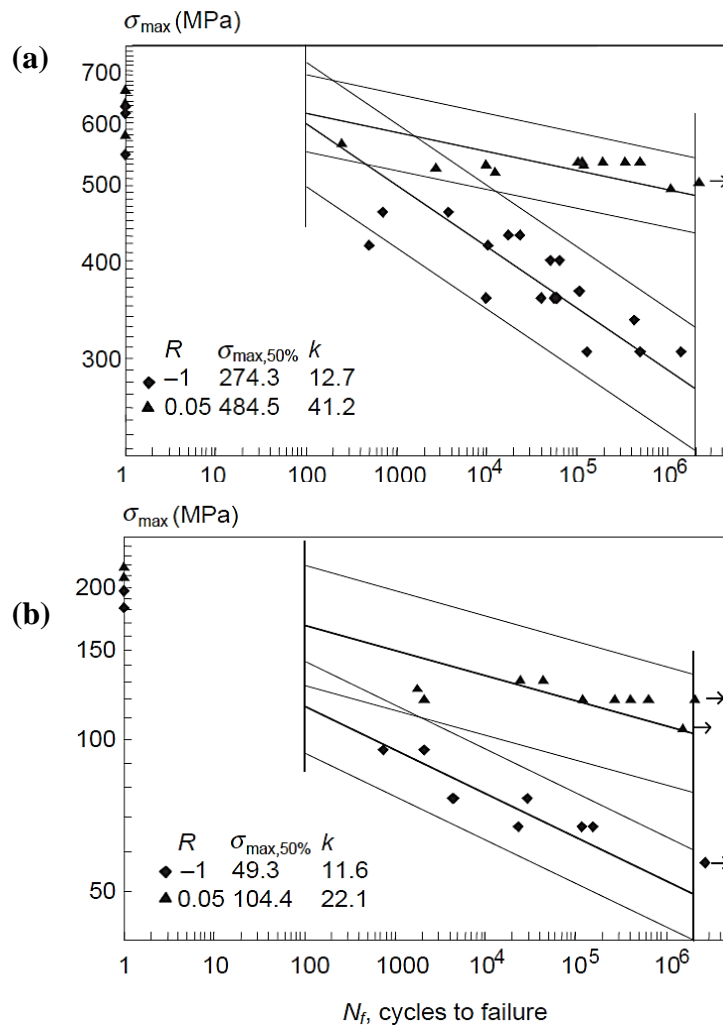 σmax (MPa)
(a)
700
600
500
400
300
R σmax,50% k
–1 274.3 12.7
0.05 484.5 41.2
1 10 100 1000 10⁴ 10⁵ 10⁶
σmax (MPa)
(b)
200
150
100
50
R σmax,50% k
–1 49.3 11.6
0.05 104.4 22.1
1 10 100 1000 10⁴ 10⁵ 10⁶
Nf, cycles to failure